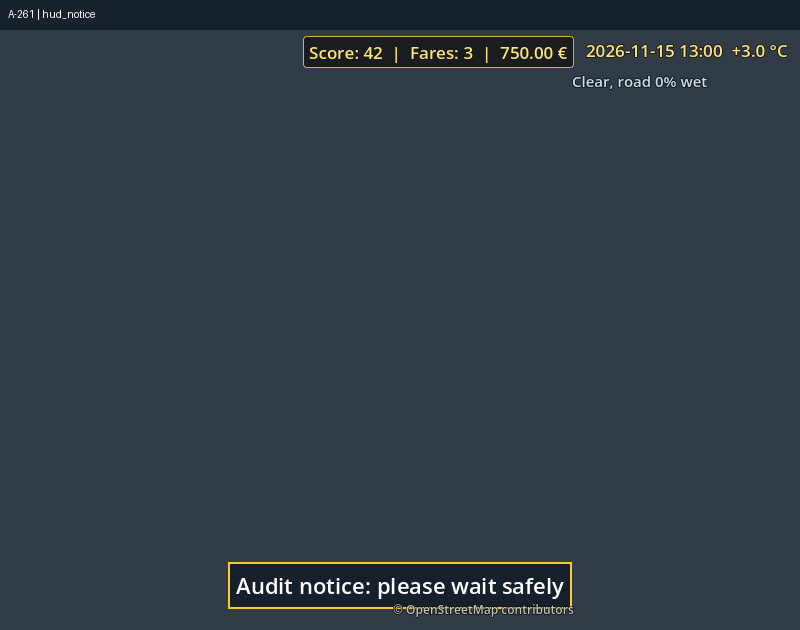 A-261 | hud_notice
Score: 42 | Fares: 3 | 750.00 € 2026-11-15 13:00 +3.0 °C
Clear, road 0% wet
Audit notice: please wait safely
© OpenStreetMap contributors